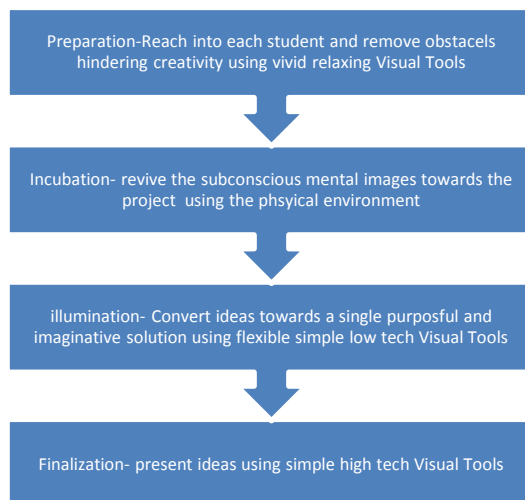 Preparation-Reach into each student and remove obstacels
hindering creativity using vivid relaxing Visual Tools
Incubation- revive the subconscious mental images towards the
project using the phsyical environment
illumination- Convert ideas towards a single purposful and
imaginative solution using flexible simple low tech Visual Tools
Finalization- present ideas using simple high tech Visual Tools